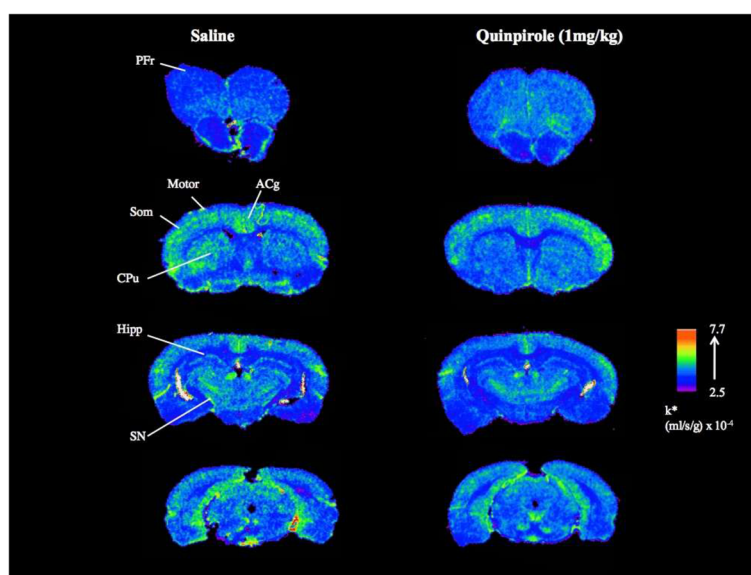 Saline
Quinpirole (1mg/kg)
PFr
Motor
ACg
Som
CPu
Hipp
SN
7.7
2.5
k*
(ml/s/g) x 10⁻⁴